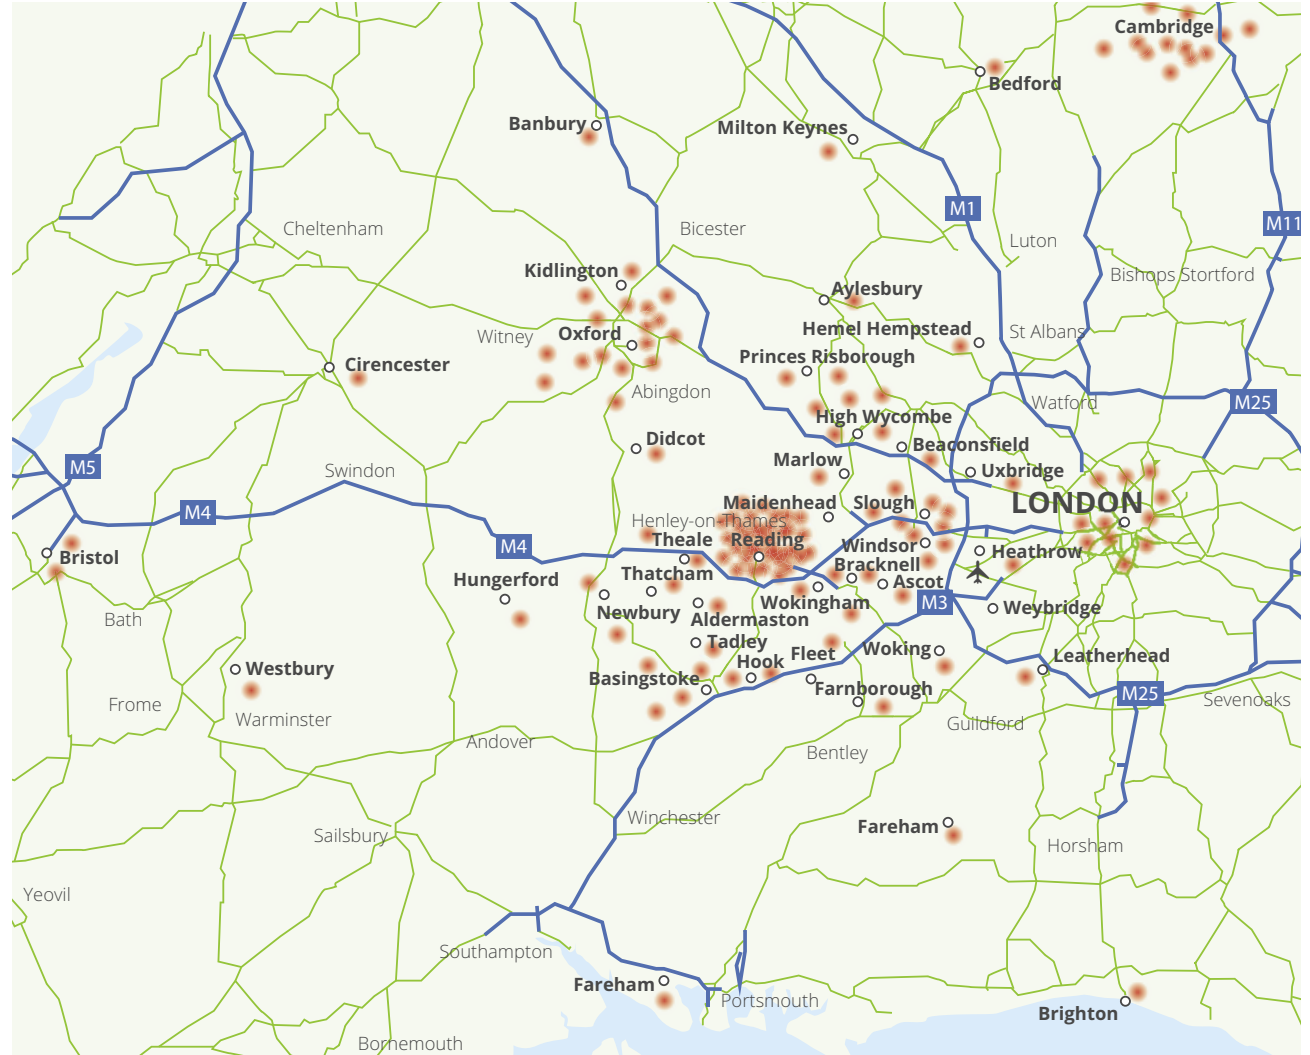 Cambridge
Bedford
Banbury
Milton Keynes
M1
M11
Cheltenham
Bicester
Luton
Bishops Stortford
Kidlington
Aylesbury
Witney
Oxford
Hemel Hempstead
St Albans
Cirencester
Princes Risborough
Abingdon
Watford
M25
High Wycombe
Didcot
Beaconsfield
M5
Swindon
Marlow
Uxbridge
M4
Maidenhead
Slough
LONDON
Henley-on-Thames
Theale
Reading
M4
Bristol
Windsor
Heathrow
Hungerford
Thatcham
Bracknell
Ascot
Newbury
Wokingham
M3
Weybridge
Bath
Aldermaston
Tadley
Westbury
Hook
Fleet
Woking
Leatherhead
Basingstoke
Farnborough
M25
Sevenoaks
Frome
Warminster
Guildford
Andover
Bentley
Winchester
Fareham
Sailsbury
Horsham
Yeovil
Southampton
Fareham
Portsmouth
Brighton
Bornemouth